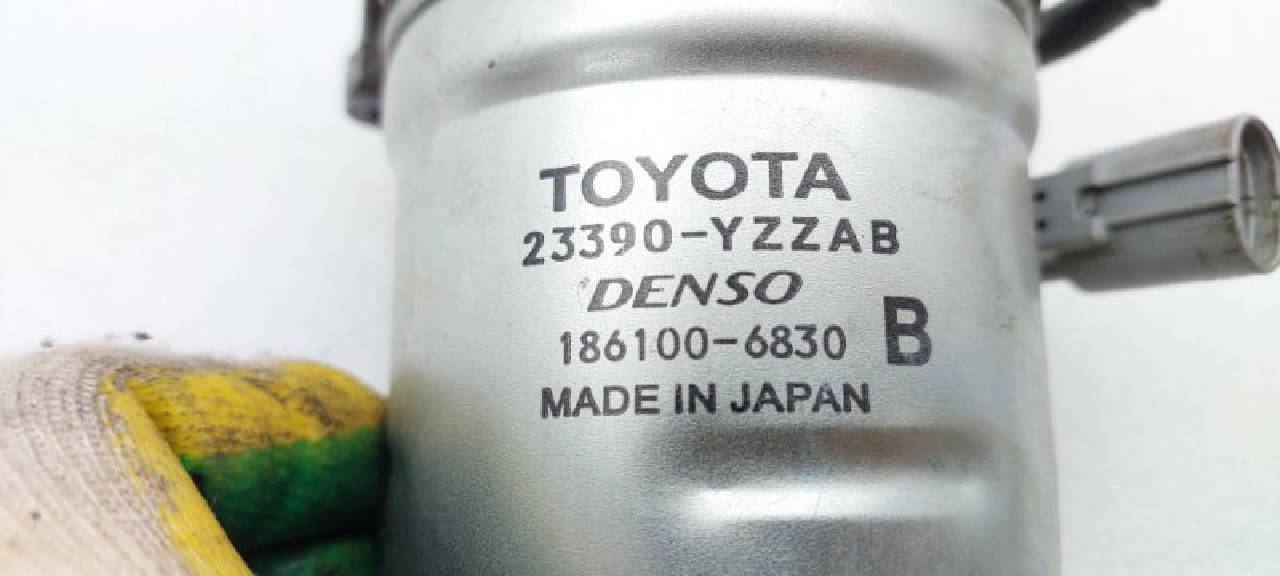 TOYOTA
23390-YZZAB
DENSO
186100-6830 B
MADE IN JAPAN